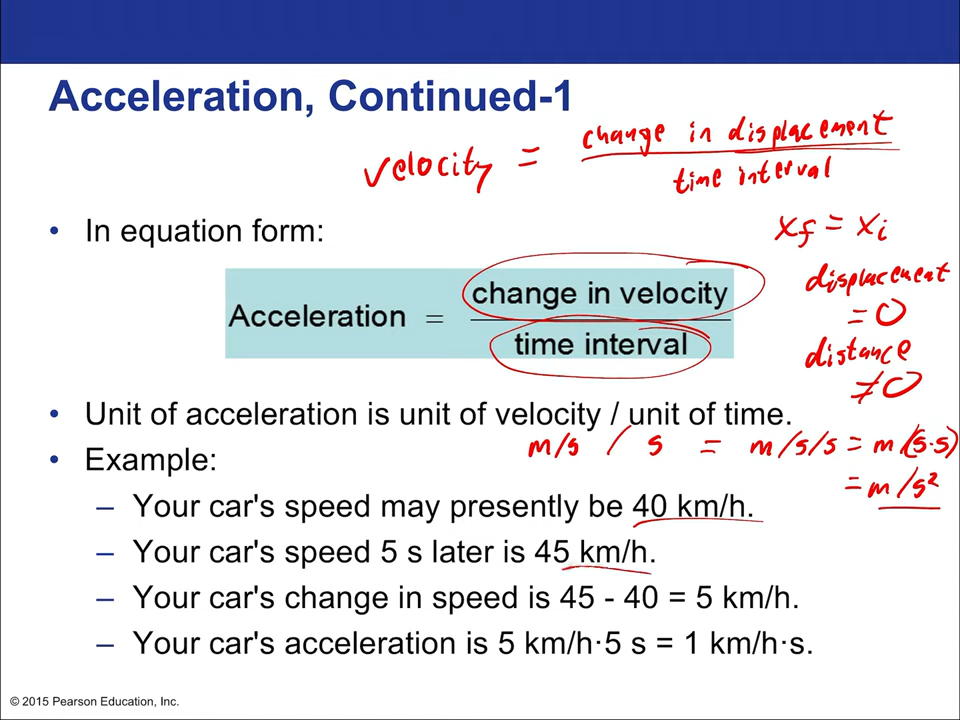 Acceleration, Continued-1
velocity = change in displacement
time interval
• In equation form:
xf = xi
displacement
= 0
distance
≠ 0
Acceleration = change in velocity
time interval
• Unit of acceleration is unit of velocity / unit of time.
m/s / s = m/s/s = m/(s·s)
= m/s²
• Example:
– Your car's speed may presently be 40 km/h.
– Your car's speed 5 s later is 45 km/h.
– Your car's change in speed is 45 - 40 = 5 km/h.
– Your car's acceleration is 5 km/h·5 s = 1 km/h·s.
© 2015 Pearson Education, Inc.